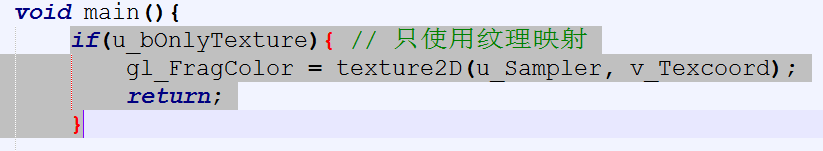 void main(){
if(u_bOnlyTexture){ // 只使用纹理映射
gl_FragColor = texture2D(u_Sampler, v_Texcoord);
return;
}